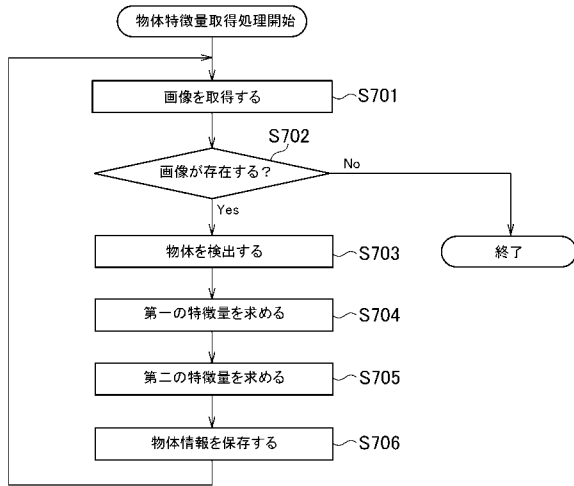 物体特徴量取得処理開始
画像を取得する
S701
S702
画像が存在する?
No
Yes
物体を検出する
S703
終了
第一の特徴量を求める
S704
第二の特徴量を求める
S705
物体情報を保存する
S706